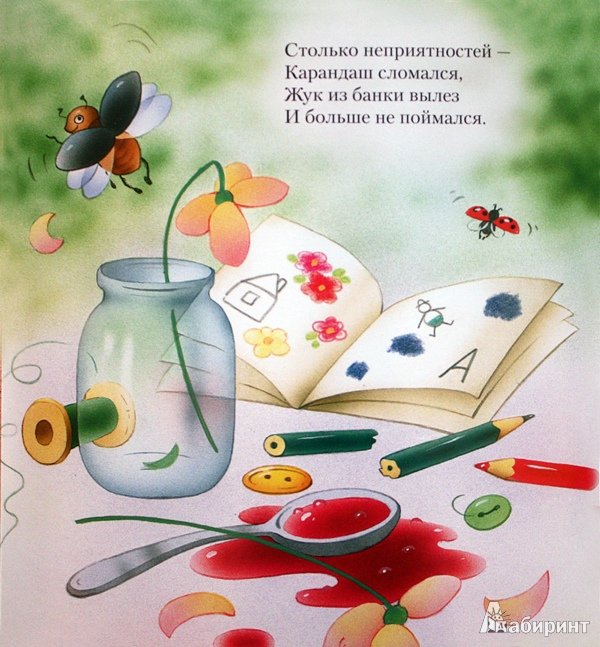 Столько неприятностей —
Карандаш сломался,
Жук из банки вылез
И больше не поймался.
А
Лабиринт